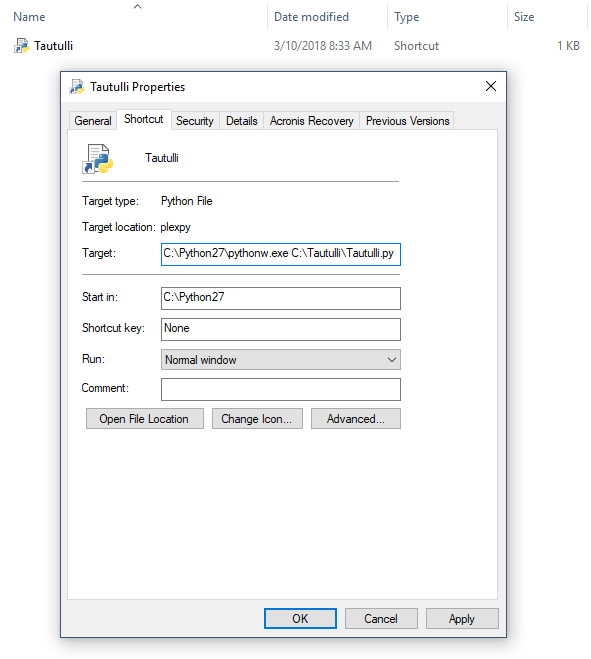 Name Date modified Type Size
Tautulli 3/10/2018 8:33 AM Shortcut 1 KB
Tautulli Properties
General Shortcut Security Details Acronis Recovery Previous Versions
Tautulli
Target type: Python File
Target location: plexpy
Target: C:\Python27\pythonw.exe C:\Tautulli\Tautulli.py
Start in: C:\Python27
Shortcut key: None
Run: Normal window
Comment:
Open File Location Change Icon... Advanced...
OK Cancel Apply